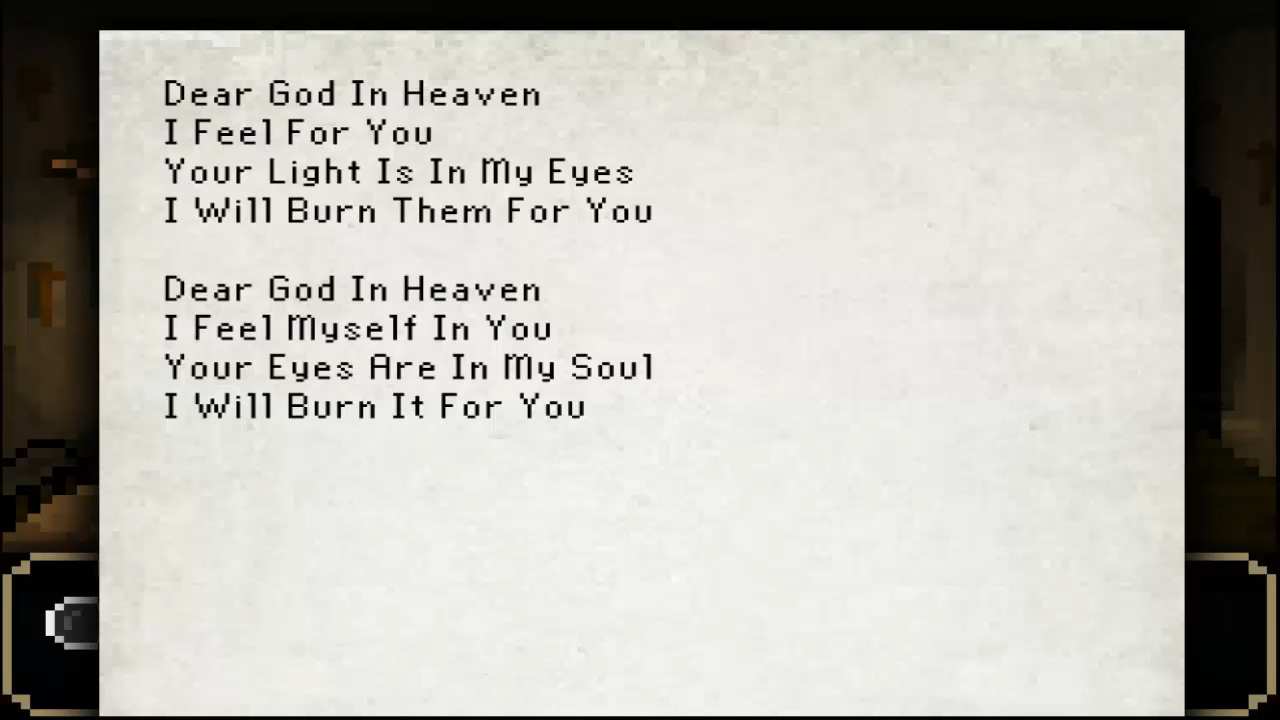 Dear God In Heaven
I Feel For You
Your Light Is In My Eyes
I Will Burn Them For You
Dear God In Heaven
I Feel Myself In You
Your Eyes Are In My Soul
I Will Burn It For You